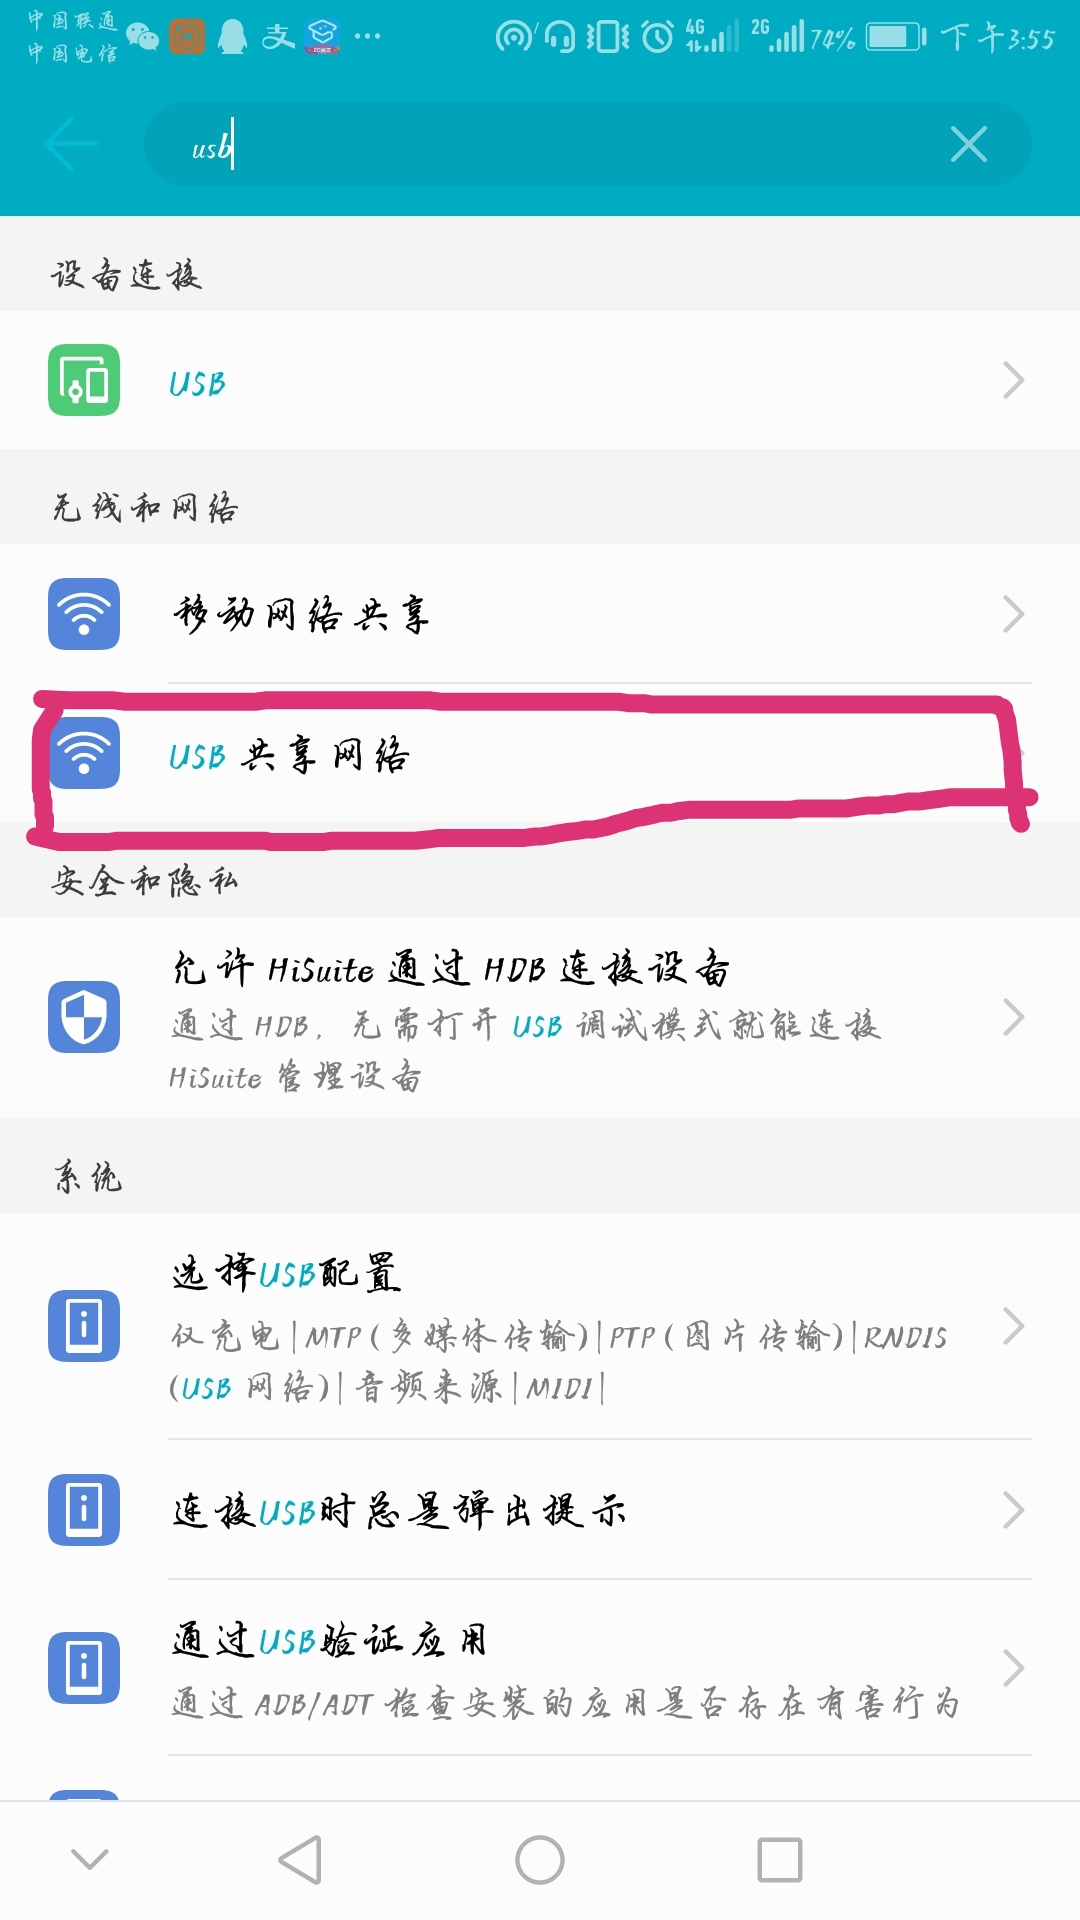 中国联通
中国电信
4G 2G 74% 下午3:55
usb
设备连接
USB
无线和网络
移动网络共享
USB 共享网络
安全和隐私
允许 HiSuite 通过 HDB 连接设备
通过 HDB，无需打开 USB 调试模式就能连接
HiSuite 管理设备
系统
选择USB配置
仅充电|MTP(多媒体传输)|PTP(图片传输)|RNDIS
(USB 网络)|音频来源|MIDI|
连接USB时总是弹出提示
通过USB验证应用
通过 ADB/ADT 检查安装的应用是否存在有害行为